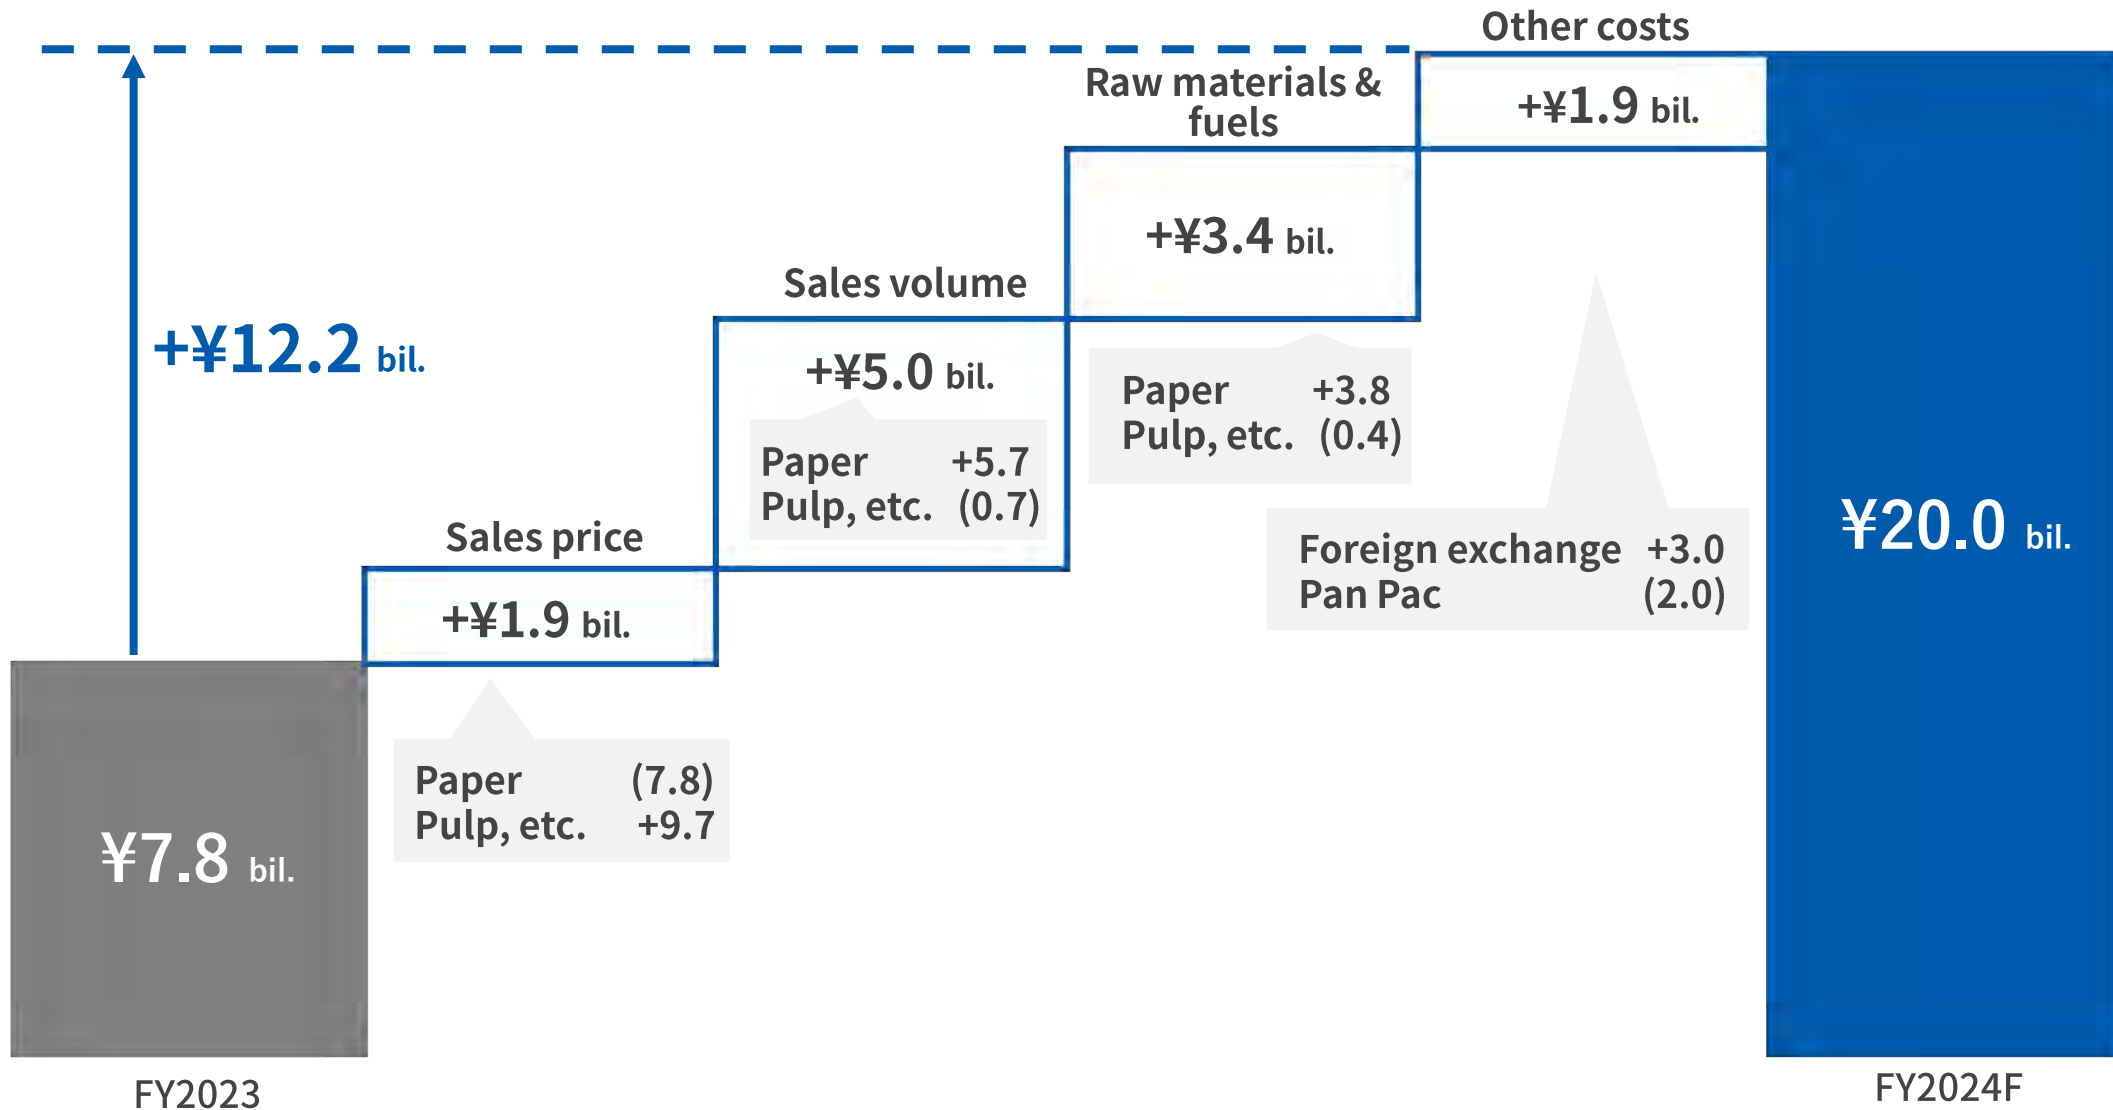 Other costs
+¥1.9 bil.
Raw materials &
fuels
+¥3.4 bil.
Paper +3.8
Pulp, etc. (0.4)
Sales volume
+¥5.0 bil.
Paper +5.7
Pulp, etc. (0.7)
+¥12.2 bil.
Foreign exchange +3.0
Pan Pac (2.0)
¥20.0 bil.
Sales price
+¥1.9 bil.
Paper (7.8)
Pulp, etc. +9.7
¥7.8 bil.
FY2023
FY2024F